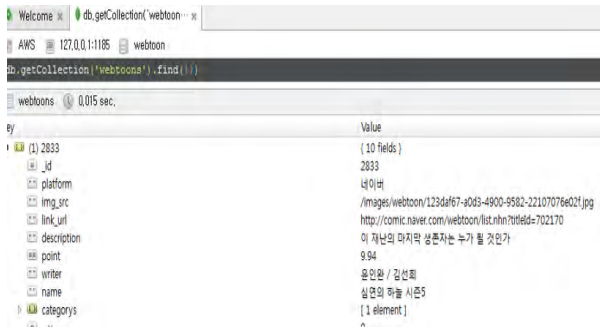 Welcome × db.getCollection('webtoon··· ×
AWS 127.0.0.1:1185 webtoon
db.getCollection('webtoons').find({})
webtoons 0.015 sec.
ey Value
(1) 2833 { 10 fields }
_id 2833
platform 네이버
img_src /images/webtoon/123daf67-a0d3-4900-9582-22107076e02f.jpg
link_url http://comic.naver.com/webtoon/list.nhn?titleId=702170
description 이 재난의 마지막 생존자는 누가 될 것인가
point 9.94
writer 윤인완 / 김선희
name 심연의 하늘 시즌5
categorys [ 1 element ]